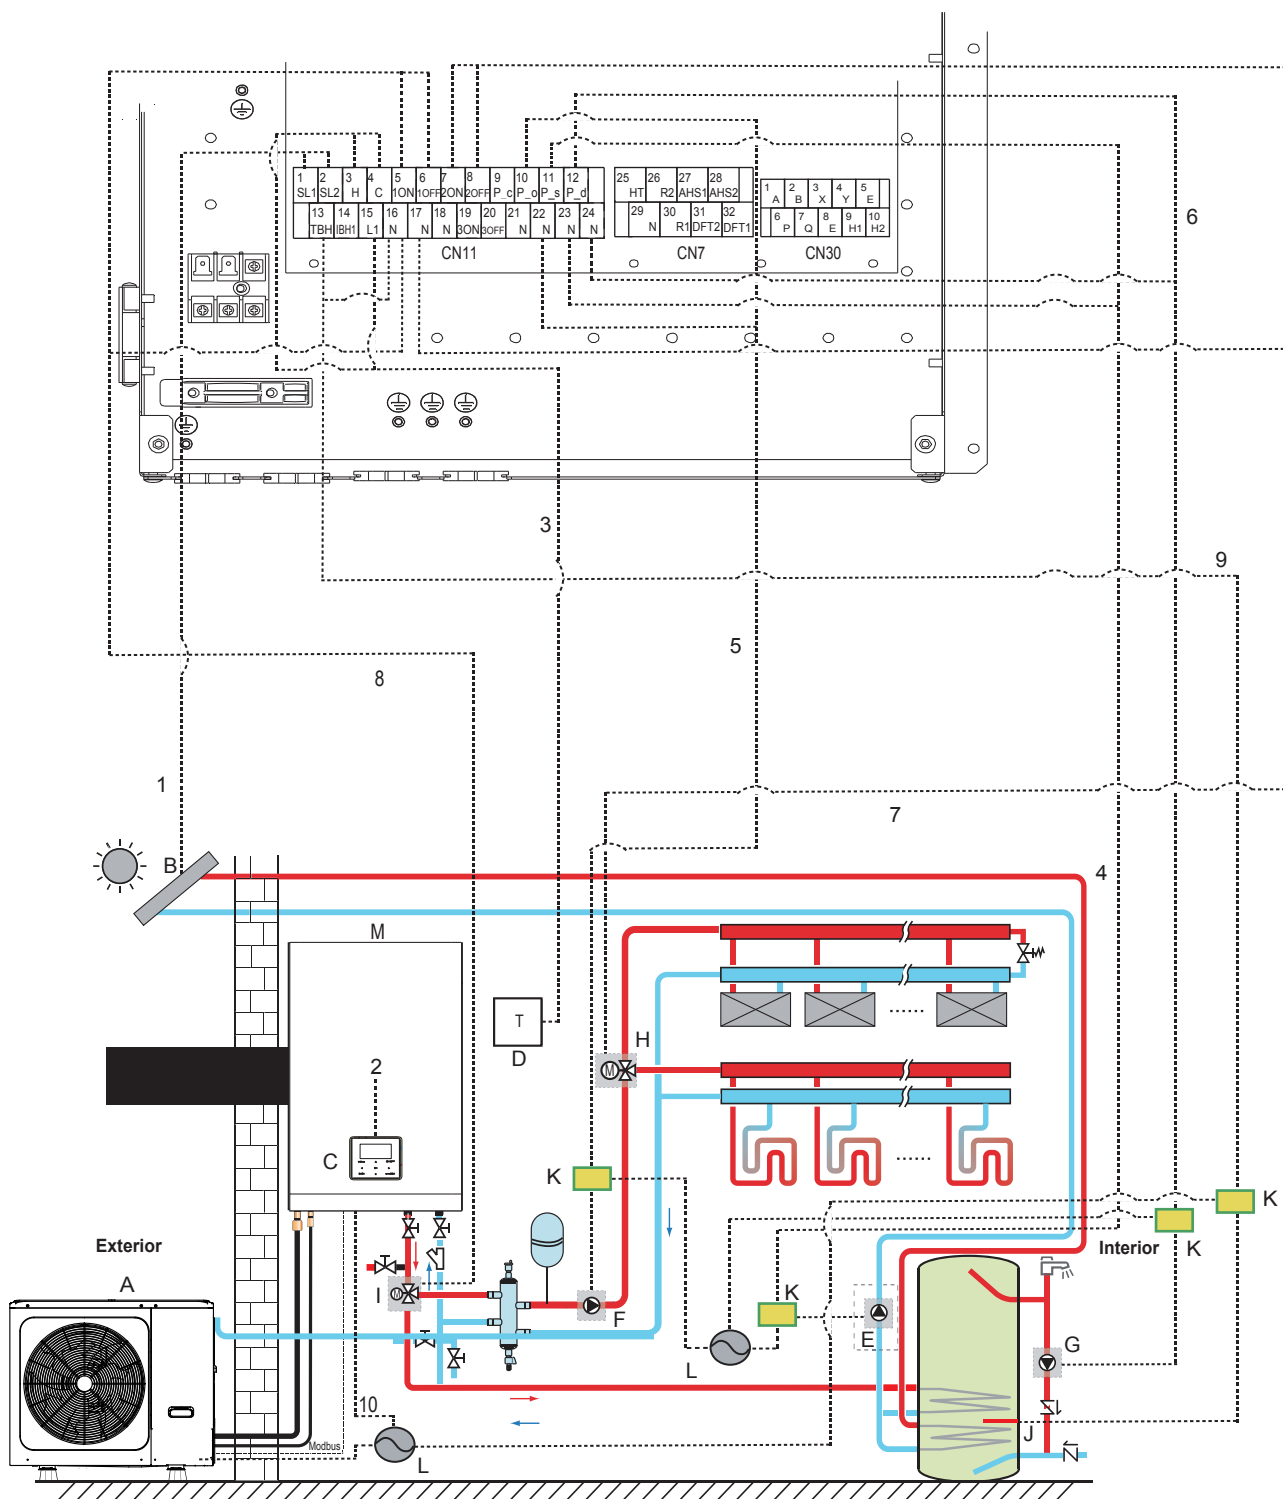 1 2 3 4 5 6 7 8 9 10 11 12
SL1 SL2 H C 1ON 1OFF 2ON 2OFF P_c P_o P_s P_d
13 14 15 16 17 18 19 20 21 22 23 24
TBH IBH1 L1 N N N 3ON 3OFF N N N N
CN11
25 26 27 28
HT R2 AHS1 AHS2
29 30 31 32
N R1 DFT2 DFT1
CN7
1 2 3 4 5
A B X Y E
6 7 8 9 10
P Q E H1 H2
CN30
6
3
9
5
8
1
7
B
4
M
T
D
H
M
2
C
K
K
K
Exterior
Interior
A
I
M
F
K
E
G
L
10
J
Modbus
L